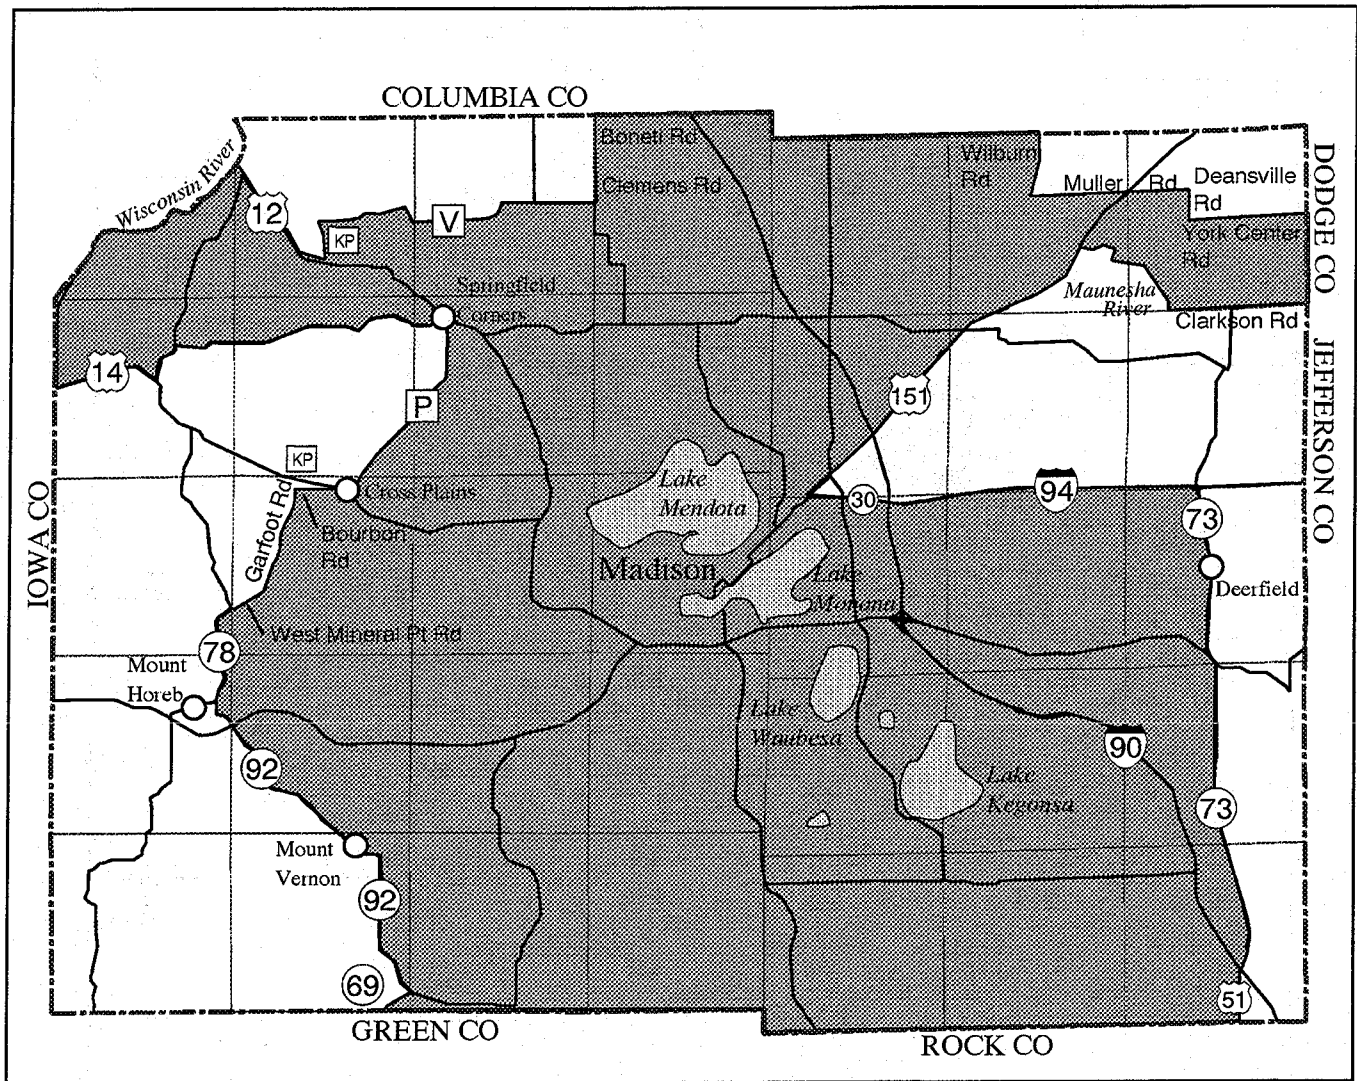 COLUMBIA CO
Boneti Rd
Wisconsin River
Wilburn
Rd
Clemens Rd
Muller Rd
Deansville
Rd
DODGE CO
12
V
KP
York Center
Rd
Springfield
Corners
Maunesha
River
Clarkson Rd
14
P
151
JEFFERSON CO
KP
Lake
Mendota
Cross Plains
30
94
73
IOWA CO
Garfoot Rd
Bourbon
Rd
Madison
Lake
Monona
Deerfield
West Mineral Pt Rd
78
Mount
Horeb
Lake
Waubesa
90
92
Lake
Kegonsa
73
Mount
Vernon
92
69
51
GREEN CO
ROCK CO